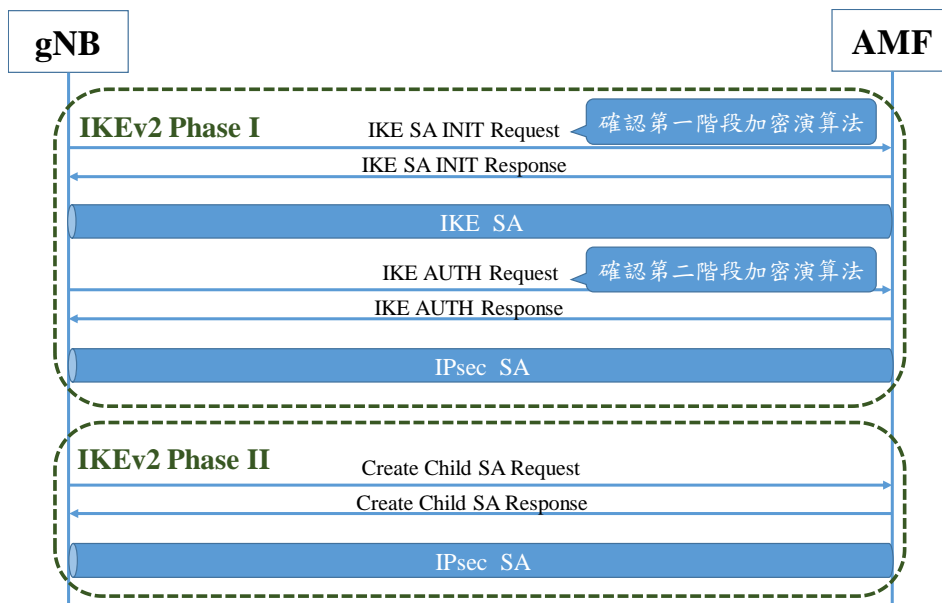 gNB
AMF
IKEv2 Phase I
IKE SA INIT Request
確認第一階段加密演算法
IKE SA INIT Response
IKE SA
IKE AUTH Request
確認第二階段加密演算法
IKE AUTH Response
IPsec SA
IKEv2 Phase II
Create Child SA Request
Create Child SA Response
IPsec SA